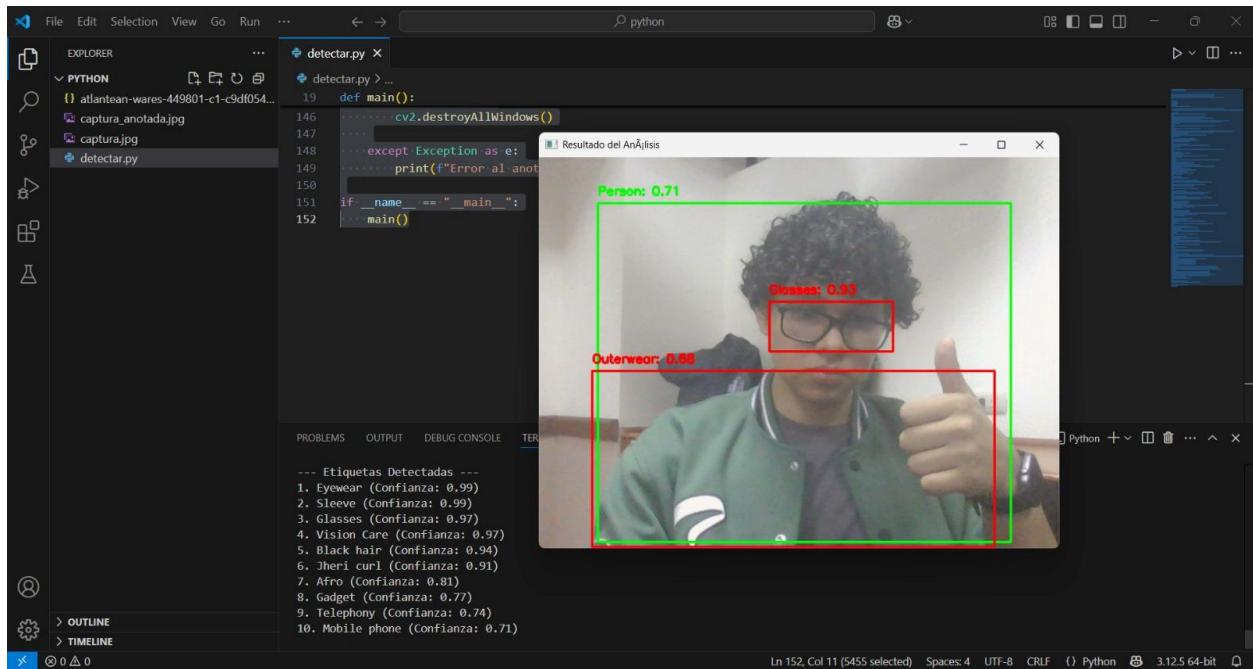 File Edit Selection View Go Run ...
python
EXPLORER
PYTHON
{} atlantean-wares-449801-c1-c9df054...
captura_anotada.jpg
captura.jpg
detectar.py
detectar.py
detectar.py > ...
19 def main():
146 cv2.destroyAllWindows()
147
148 except Exception as e:
149 print(f"Error al anot
150
151 if __name__ == "__main__":
152 main()
Resultado del AnÃ¡lisis
Person: 0.71
Glasses: 0.93
Outerwear: 0.68
PROBLEMS OUTPUT DEBUG CONSOLE TER
Python
--- Etiquetas Detectadas ---
1. Eyewear (Confianza: 0.99)
2. Sleeve (Confianza: 0.99)
3. Glasses (Confianza: 0.97)
4. Vision Care (Confianza: 0.97)
5. Black hair (Confianza: 0.94)
6. Jheri curl (Confianza: 0.91)
7. Afro (Confianza: 0.81)
8. Gadget (Confianza: 0.77)
9. Telephony (Confianza: 0.74)
10. Mobile phone (Confianza: 0.71)
OUTLINE
TIMELINE
0 0 Ln 152, Col 11 (5455 selected) Spaces: 4 UTF-8 CRLF {} Python 3.12.5 64-bit